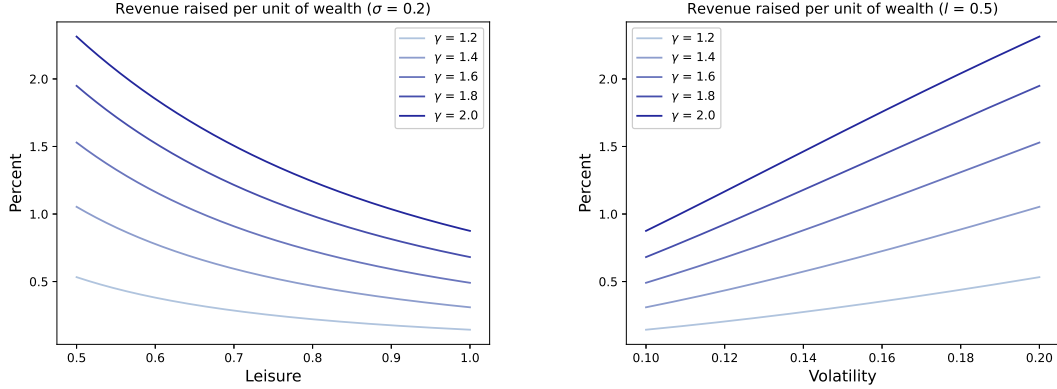 Revenue raised per unit of wealth (σ = 0.2)
Percent
2.0
1.5
1.0
0.5
γ = 1.2
γ = 1.4
γ = 1.6
γ = 1.8
γ = 2.0
0.5 0.6 0.7 0.8 0.9 1.0
Leisure
Revenue raised per unit of wealth (l = 0.5)
Percent
2.0
1.5
1.0
0.5
γ = 1.2
γ = 1.4
γ = 1.6
γ = 1.8
γ = 2.0
0.10 0.12 0.14 0.16 0.18 0.20
Volatility